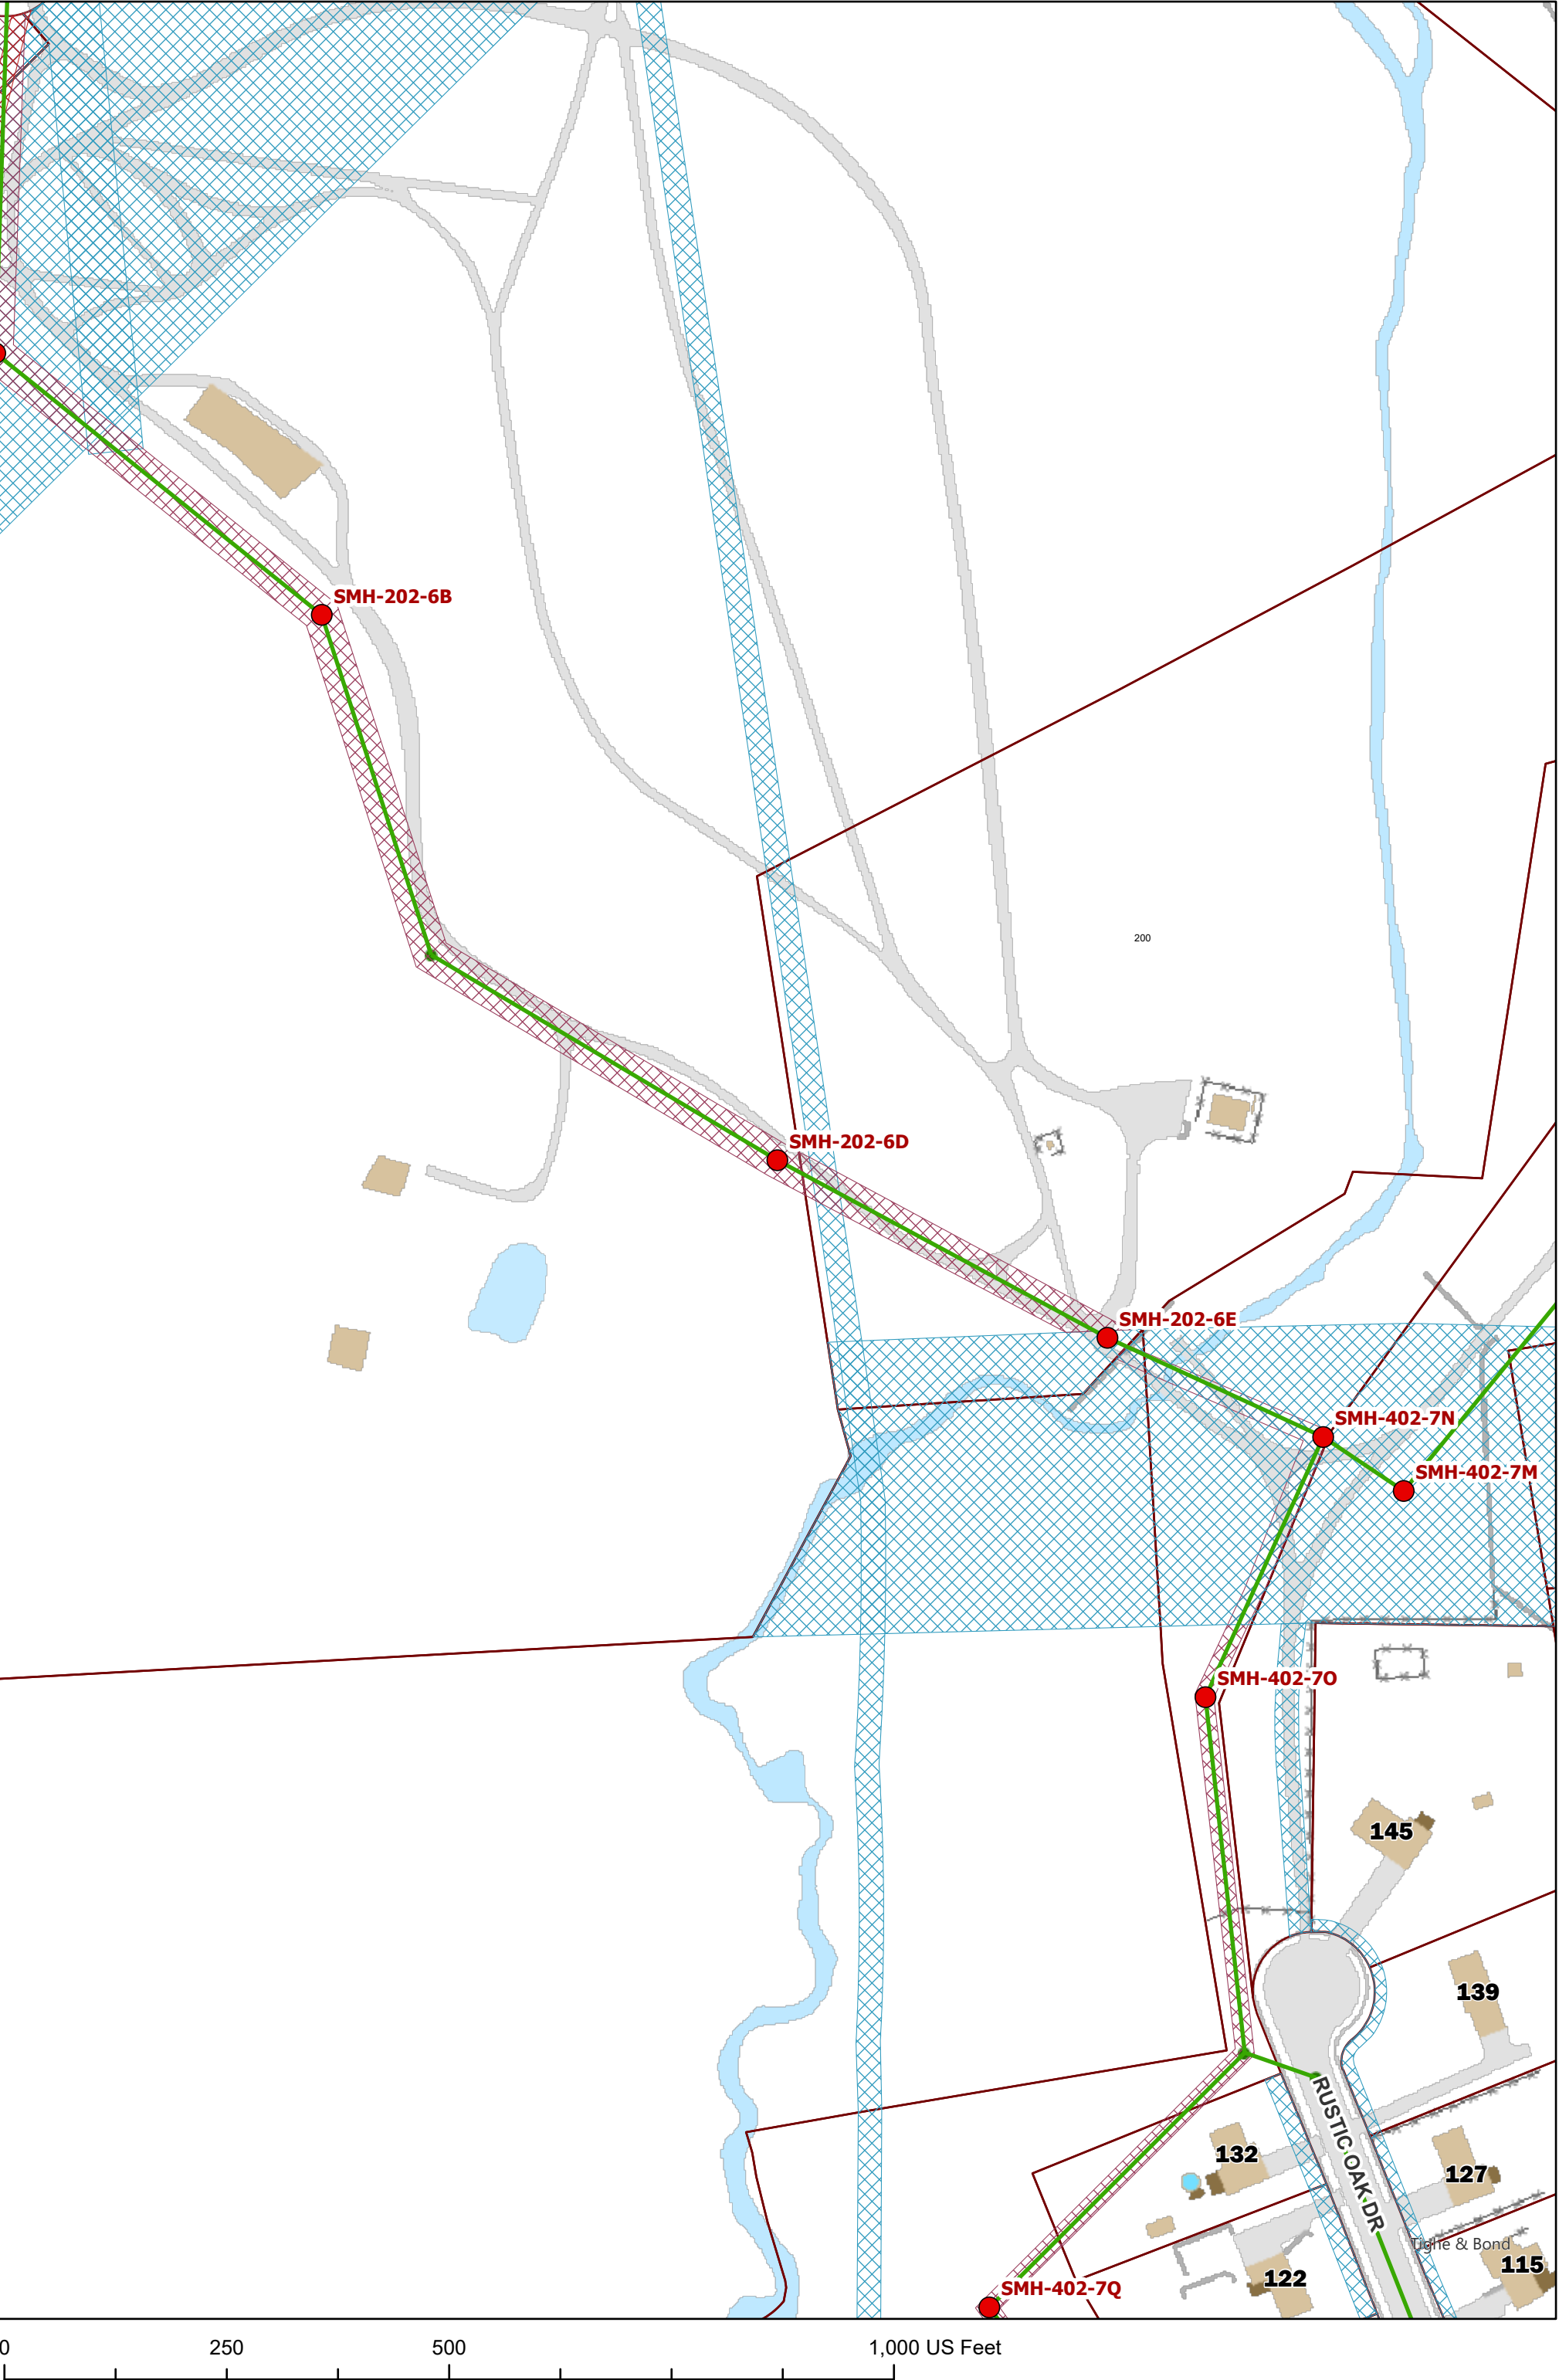 SMH-202-6B
200
SMH-202-6D
SMH-202-6E
SMH-402-7N
SMH-402-7M
SMH-402-7O
145
139
RUSTIC OAK DR
132
127
Tighe & Bond
115
122
SMH-402-7Q
0 250 500 1,000 US Feet